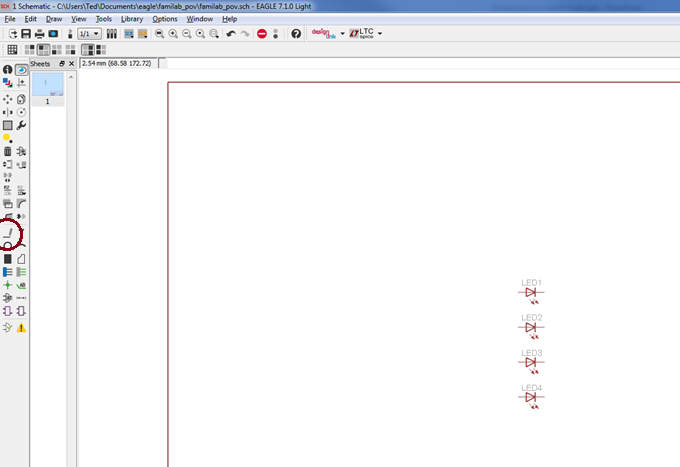 SCH 1 Schematic - C:\Users\Ted\Documents\eagle\familab_pov\familab_pov.sch - EAGLE 7.1.0 Light
File Edit Draw View Tools Library Options Window Help
1/1 design link LTC spice
Sheets
2.54 mm (68.58 172.72)
1
LED1
LED2
LED3
LED4